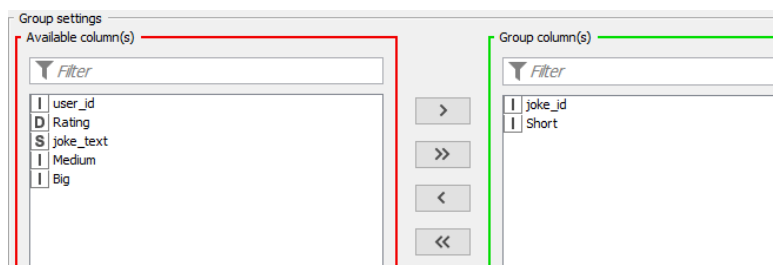 Group settings
Available column(s)
Filter
I user_id
D Rating
S joke_text
I Medium
I Big
>
>>
<
<<
Group column(s)
Filter
I joke_id
I Short